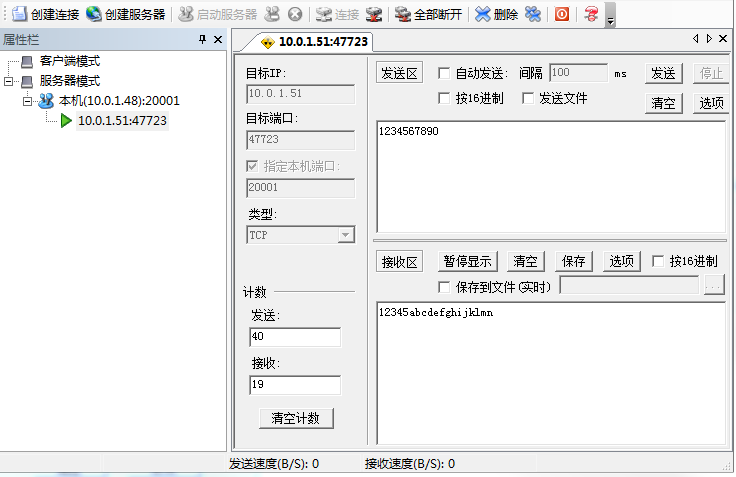 创建连接 创建服务器 启动服务器 连接 全部断开 删除
属性栏
客户端模式
服务器模式
本机(10.0.1.48):20001
10.0.1.51:47723
10.0.1.51:47723
目标IP:
10.0.1.51
目标端口:
47723
指定本机端口:
20001
类型:
TCP
计数
发送:
40
接收:
19
清空计数
发送区 自动发送: 间隔 100 ms 发送 停止
按16进制 发送文件 清空 选项
1234567890
接收区 暂停显示 清空 保存 选项 按16进制
保存到文件(实时) ...
12345abcdefghijklmn
发送速度(B/S): 0 接收速度(B/S): 0